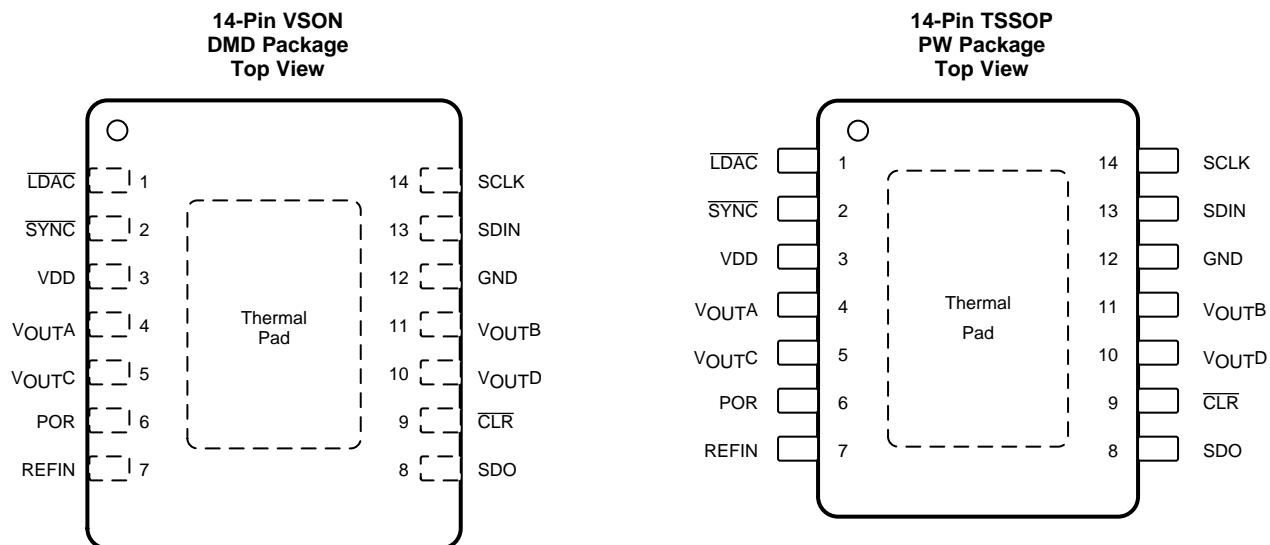 14-Pin VSON
DMD Package
Top View
LDAC 1 14 SCLK
SYNC 2 13 SDIN
VDD 3 12 GND
VOUTA 4 11 VOUTB
VOUTC 5 10 VOUTD
POR 6 9 CLR
REFIN 7 8 SDO
Thermal
Pad
14-Pin TSSOP
PW Package
Top View
LDAC 1 14 SCLK
SYNC 2 13 SDIN
VDD 3 12 GND
VOUTA 4 11 VOUTB
VOUTC 5 10 VOUTD
POR 6 9 CLR
REFIN 7 8 SDO
Thermal
Pad